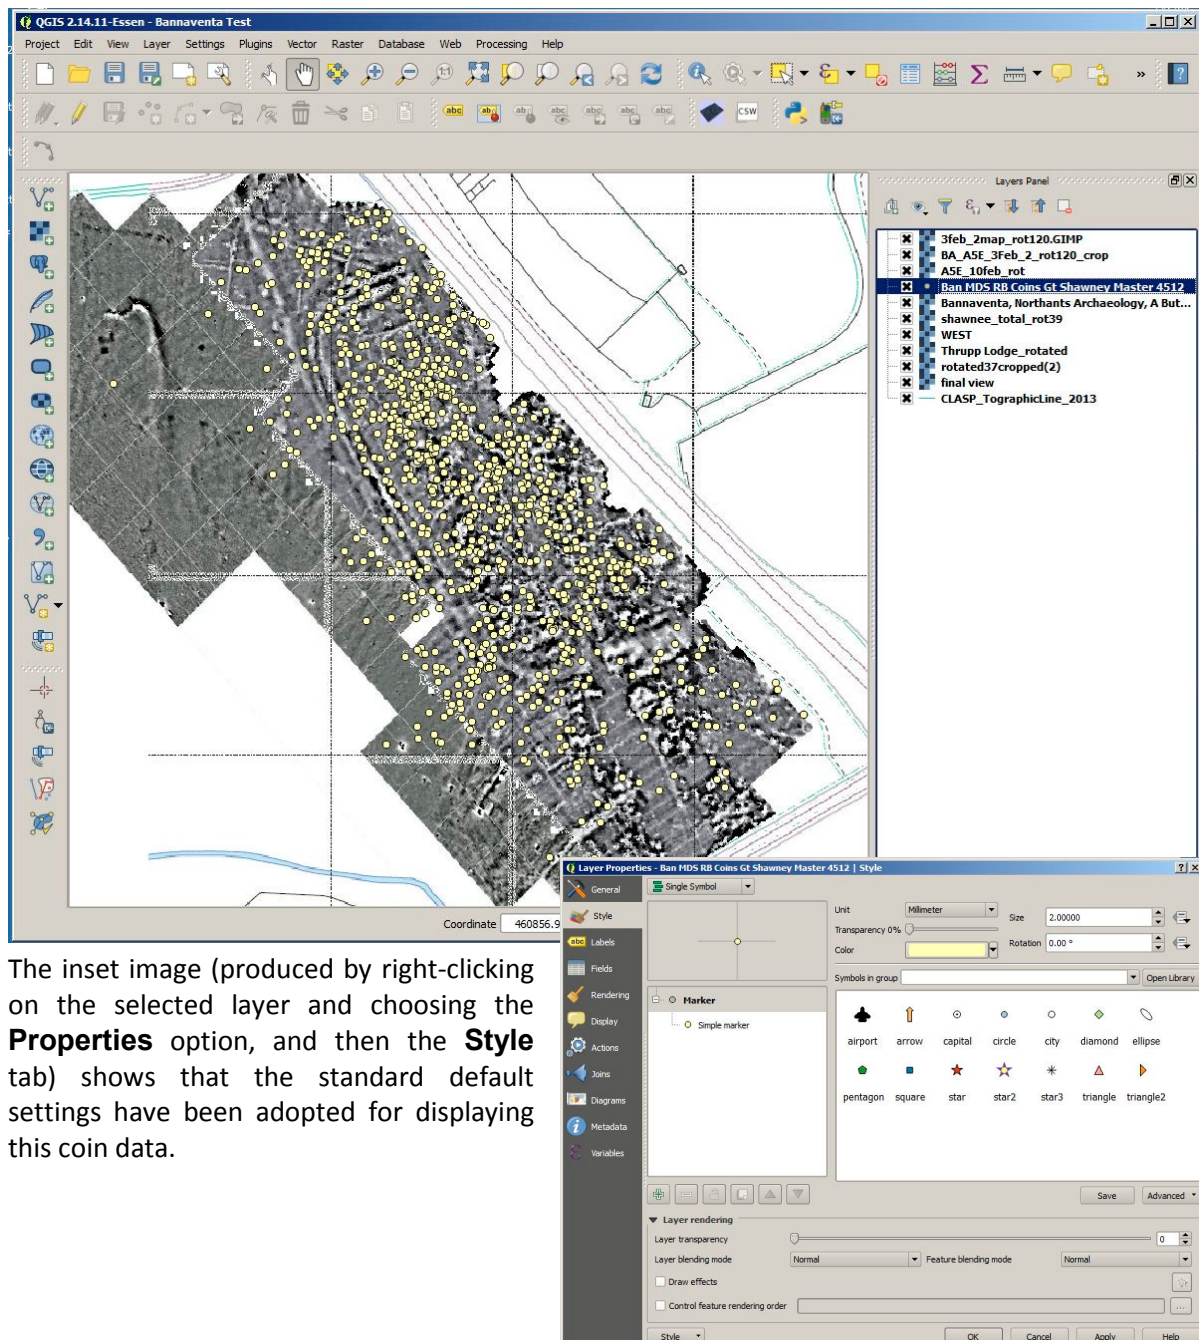 QGIS 2.14.11-Essen - Bannaventa Test
Project Edit View Layer Settings Plugins Vector Raster Database Web Processing Help
abc abc CSW
Layers Panel
3feb_2map_rot120.GIMP
BA_A5E_3Feb_2_rot120_crop
A5E_10feb_rot
Ban MDS RB Coins Gt Shawney Master 4512
Bannaventa, Northants Archaeology, A But...
shawnee_total_rot39
WEST
Thrupp Lodge_rotated
rotated37cropped(2)
final view
CLASP_TographicLine_2013
Coordinate 460856.9
The inset image (produced by right-clicking
on the selected layer and choosing the
Properties option, and then the Style
tab) shows that the standard default
settings have been adopted for displaying
this coin data.
Layer Properties - Ban MDS RB Coins Gt Shawney Master 4512 | Style
General
Style
Labels
Fields
Rendering
Display
Actions
Joins
Diagrams
Metadata
Variables
Single Symbol
Unit Millimeter Size 2.00000
Transparency 0%
Color Rotation 0.00 °
Symbols in group Open Library
Marker
Simple marker
airport arrow capital circle city diamond ellipse
pentagon square star star2 star3 triangle triangle2
Save Advanced
Layer rendering
Layer transparency 0
Layer blending mode Normal Feature blending mode Normal
Draw effects
Control feature rendering order ...
Style OK Cancel Apply Help